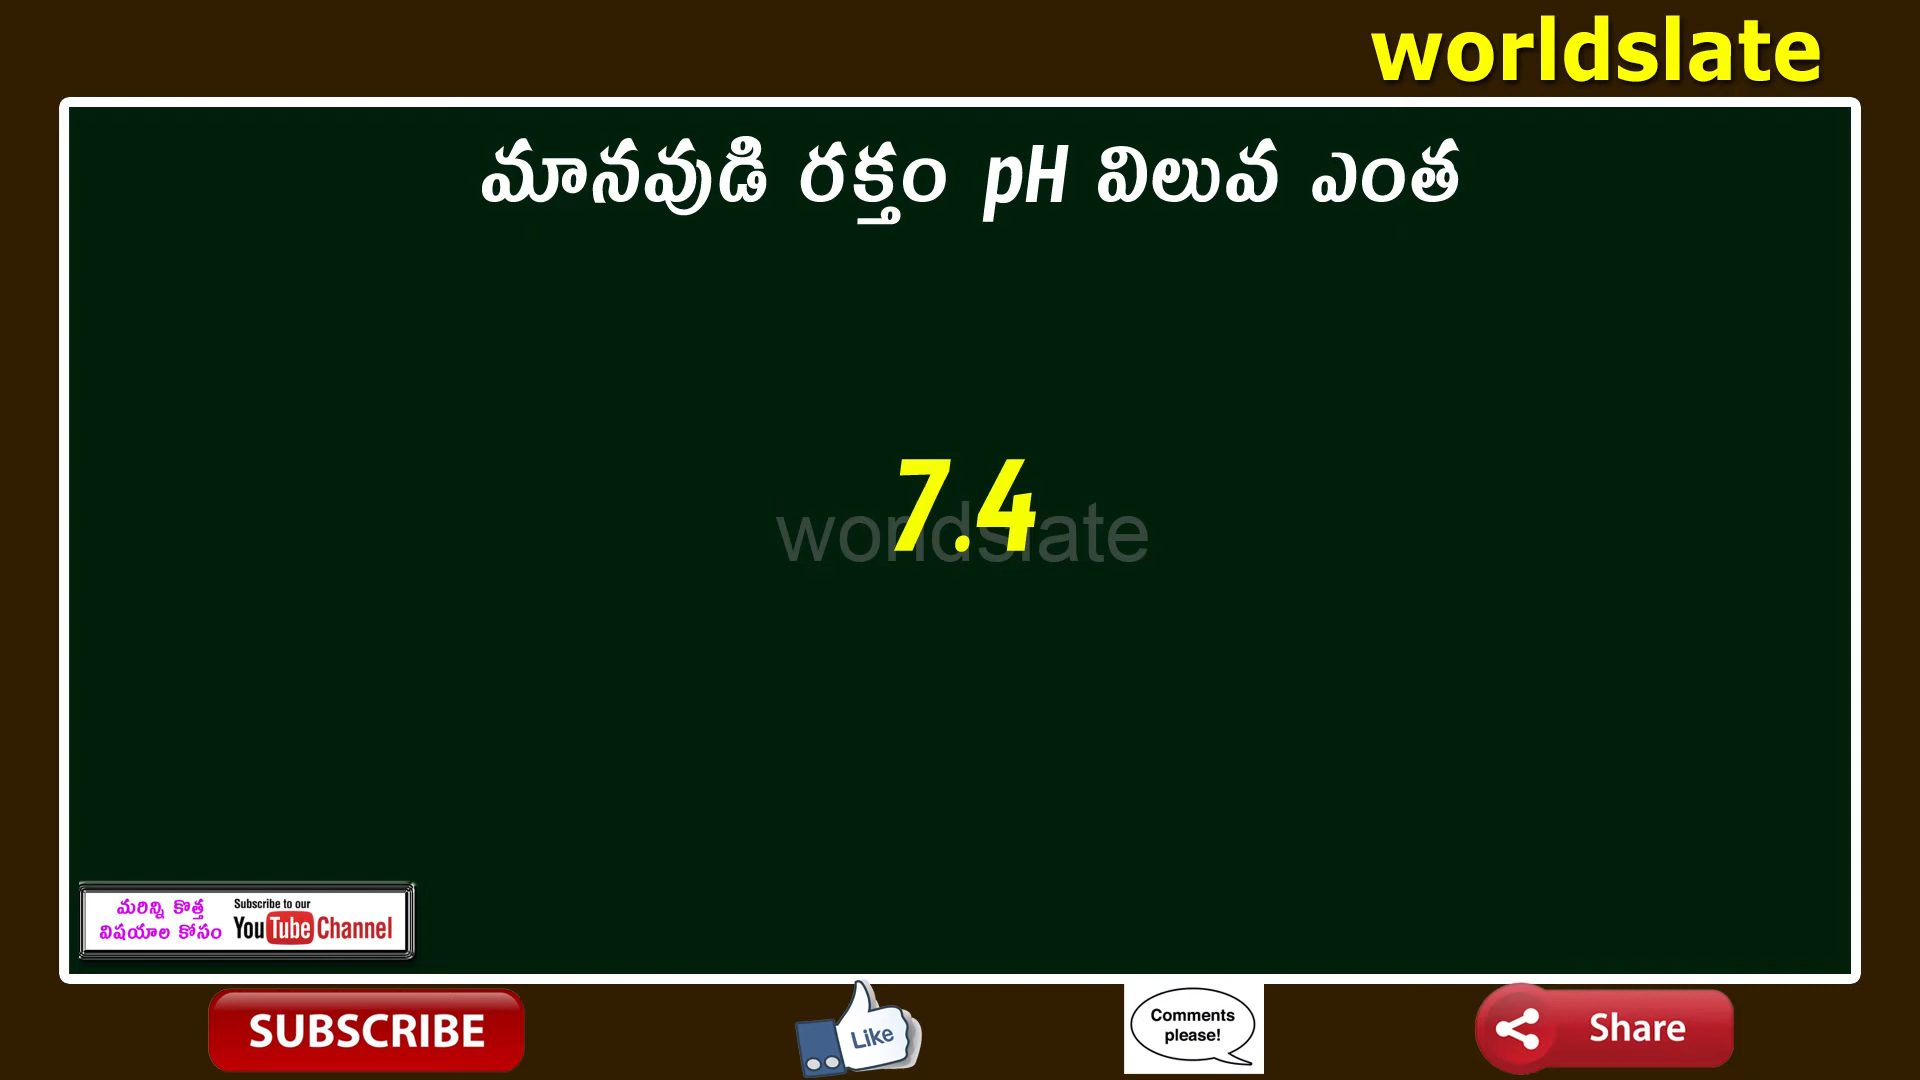 worldslate
మానవుడి రక్తం pH విలువ ఎంత
7.4
worldslate
మరిన్ని కొత్త
విషయాల కోసం
Subscribe to our
YouTube Channel
SUBSCRIBE
Like
Comments
please!
Share